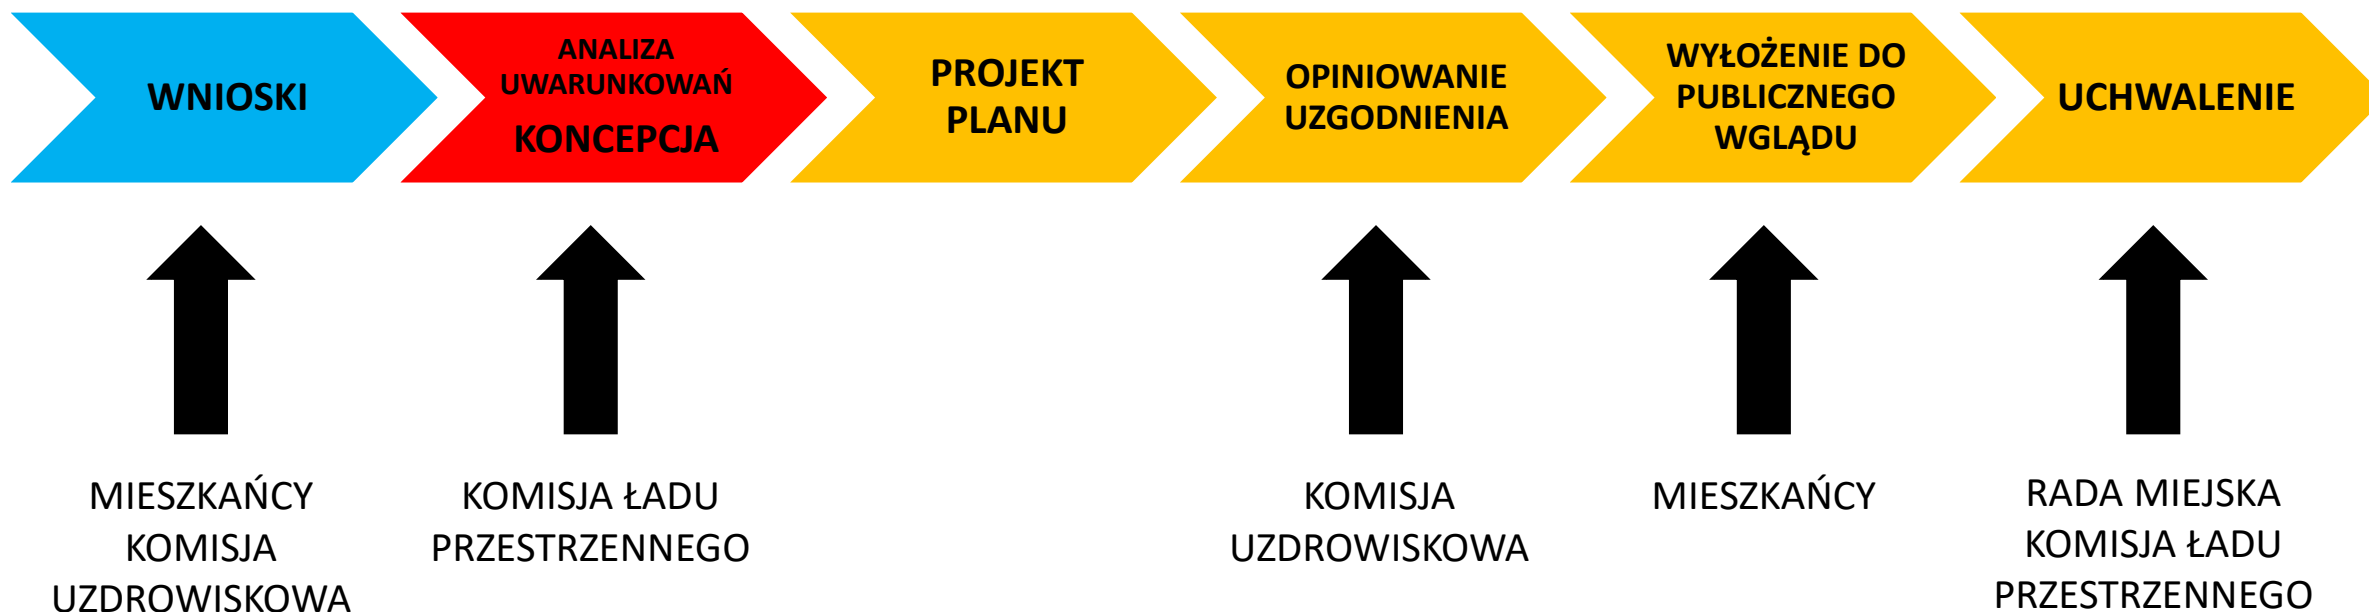 WNIOSKI
ANALIZA
UWARUNKOWAŃ
KONCEPCJA
PROJEKT
PLANU
OPINIOWANIE
UZGODNIENIA
WYŁOŻENIE DO
PUBLICZNEGO
WGLĄDU
UCHWALENIE
MIESZKAŃCY
KOMISJA
UZDROWISKOWA
KOMISJA ŁADU
PRZESTRZENNEGO
KOMISJA
UZDROWISKOWA
MIESZKAŃCY
RADA MIEJSKA
KOMISJA ŁADU
PRZESTRZENNEGO